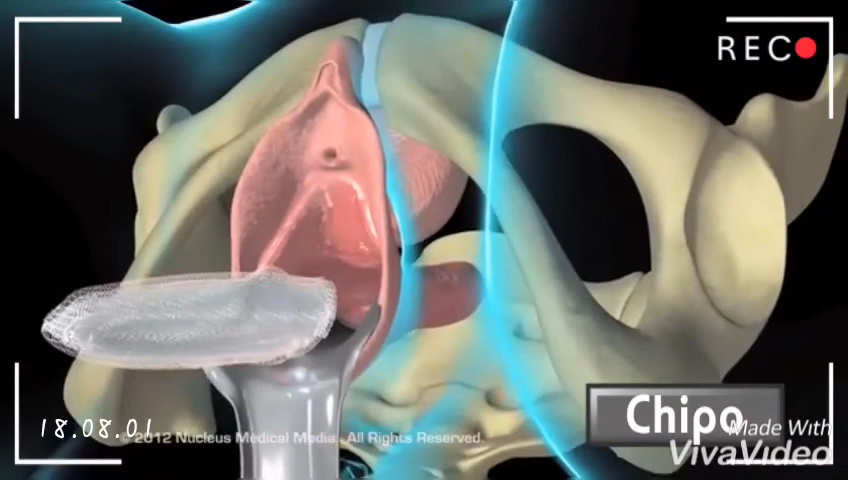 REC
Chipo
Made With
VivaVideo
18.08.01
© 2012 Nucleus Medical Media . All Rights Reserved.